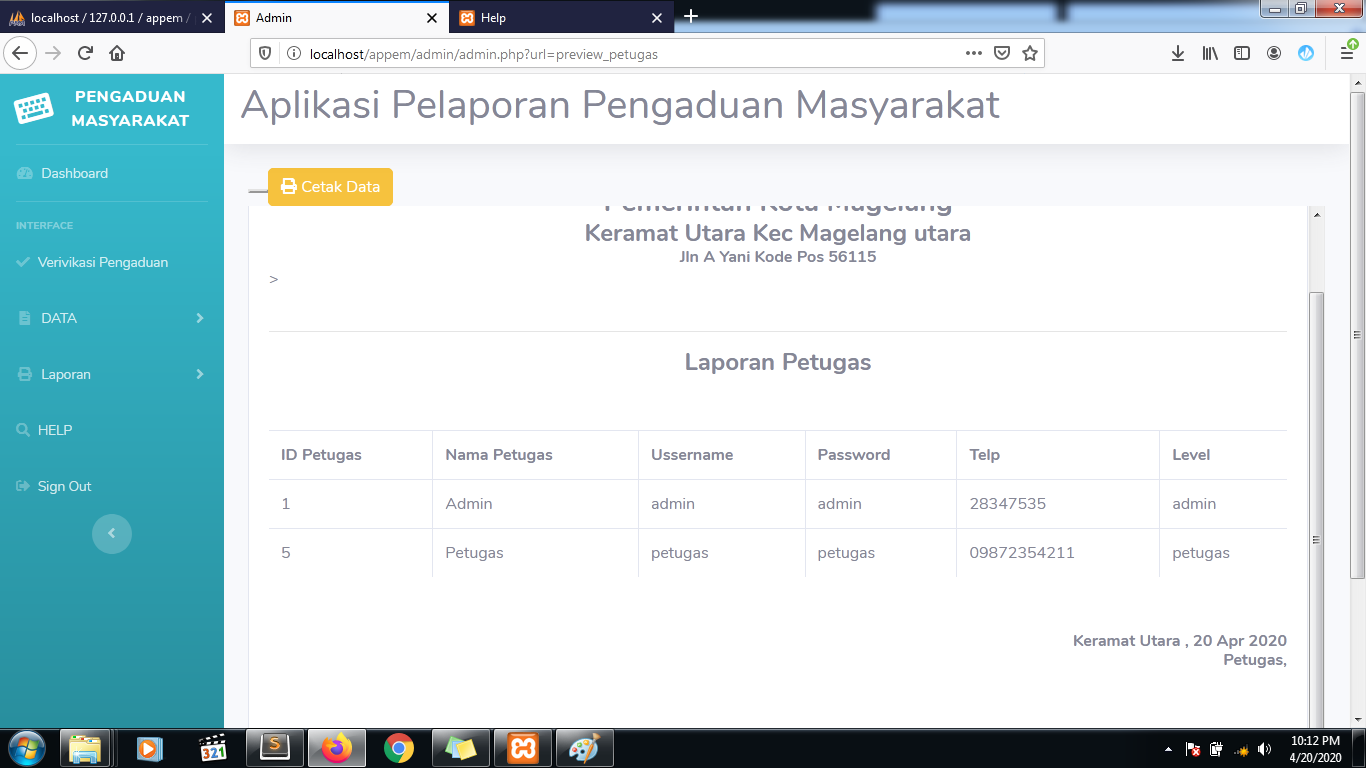 localhost / 127.0.0.1 / appem /
Admin
Help
localhost/appem/admin/admin.php?url=preview_petugas
PENGADUAN
MASYARAKAT
Aplikasi Pelaporan Pengaduan Masyarakat
Dashboard
INTERFACE
Verivikasi Pengaduan
DATA
Laporan
HELP
Sign Out
Cetak Data
Pemerintah Kota Magelang
Keramat Utara Kec Magelang utara
Jln A Yani Kode Pos 56115
>
Laporan Petugas
ID Petugas Nama Petugas Ussername Password Telp Level
1 Admin admin admin 28347535 admin
5 Petugas petugas petugas 09872354211 petugas
Keramat Utara , 20 Apr 2020
Petugas,
321
10:12 PM
4/20/2020